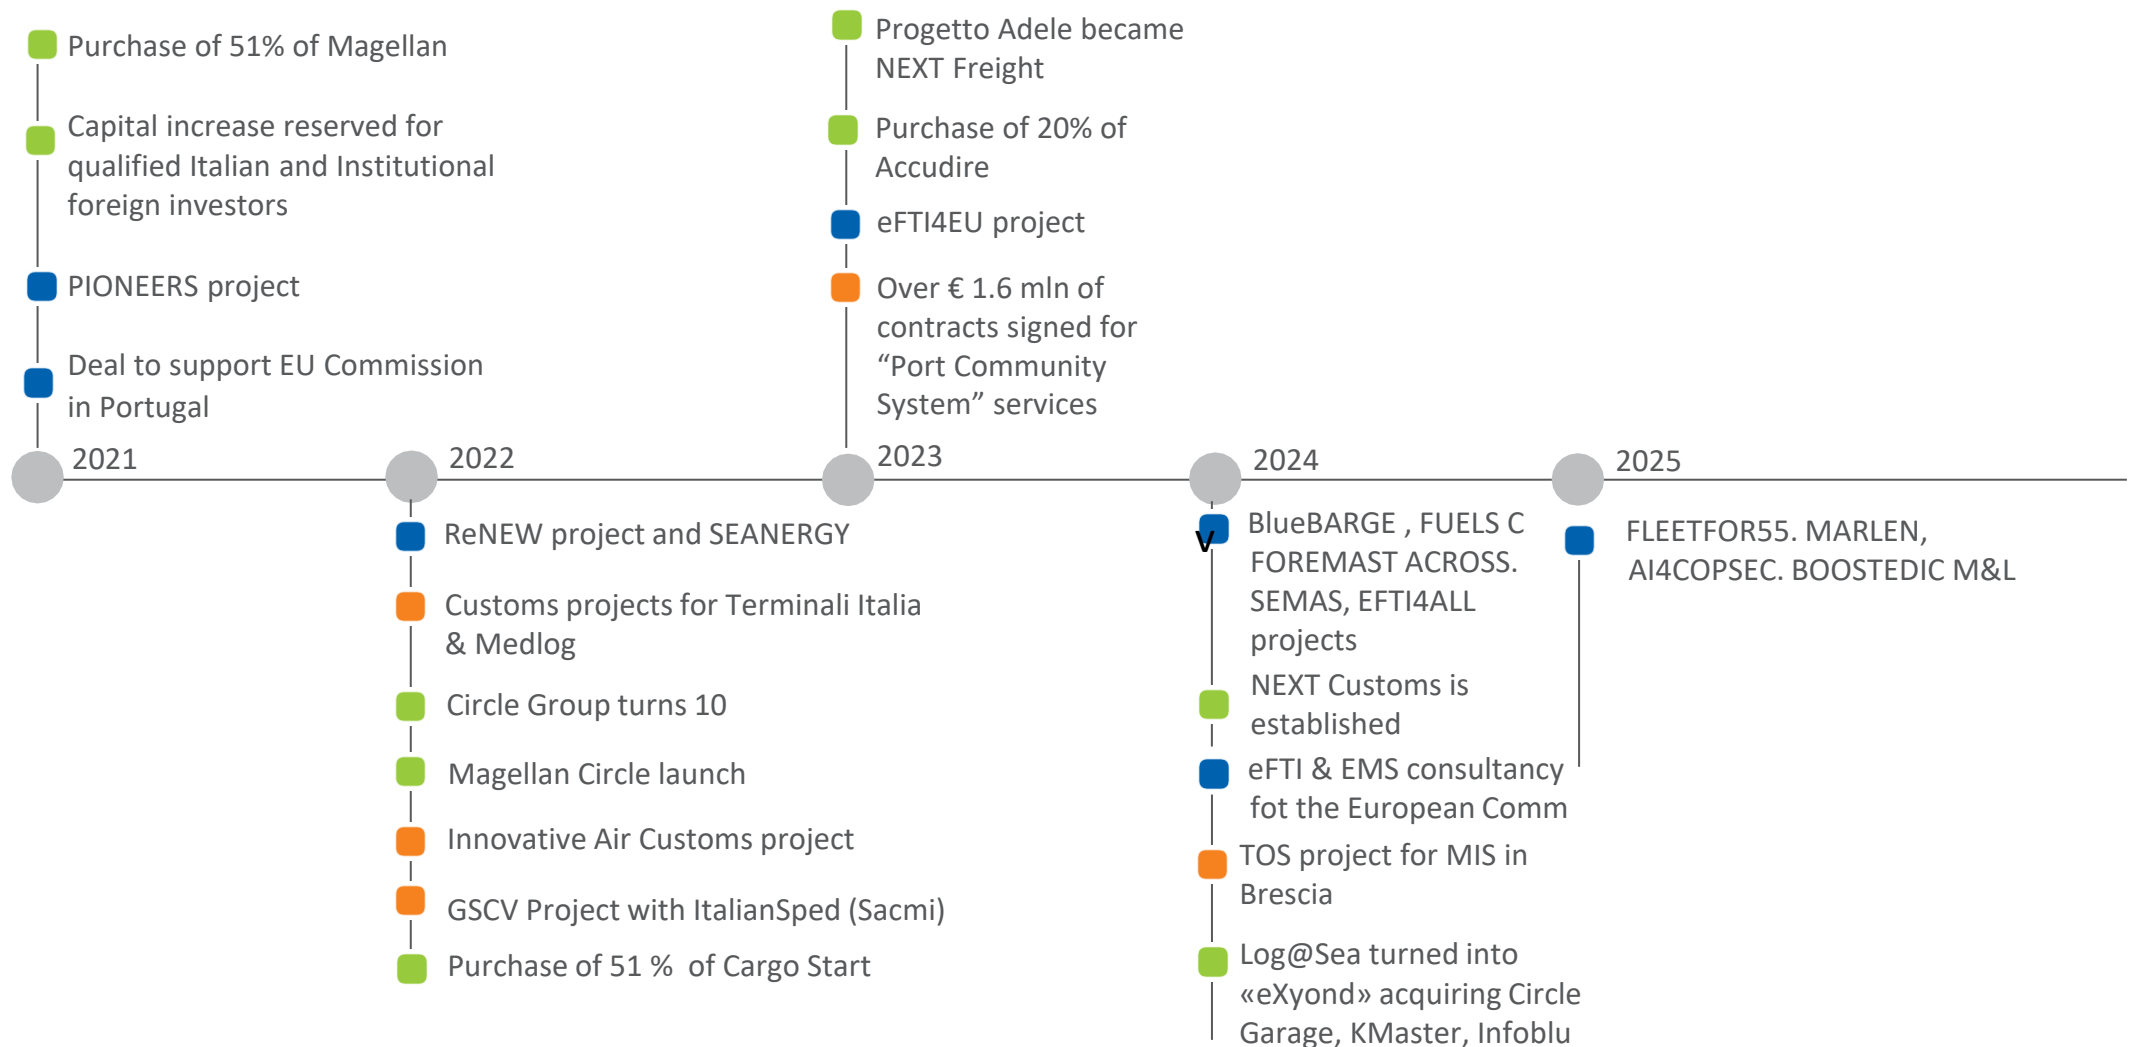 Purchase of 51% of Magellan
Capital increase reserved for
qualified Italian and Institutional
foreign investors
PIONEERS project
Deal to support EU Commission
in Portugal
2021
2022
ReNEW project and SEANERGY
Customs projects for Terminali Italia
& Medlog
Circle Group turns 10
Magellan Circle launch
Innovative Air Customs project
GSCV Project with ItalianSped (Sacmi)
Purchase of 51 % of Cargo Start
Progetto Adele became
NEXT Freight
Purchase of 20% of
Accudire
eFTI4EU project
Over € 1.6 mln of
contracts signed for
“Port Community
System” services
2023
2024
V
BlueBARGE , FUELS C
FOREMAST ACROSS.
SEMAS, EFTI4ALL
projects
NEXT Customs is
established
eFTI & EMS consultancy
fot the European Comm
TOS project for MIS in
Brescia
Log@Sea turned into
«eXyond» acquiring Circle
Garage, KMaster, Infoblu
2025
FLEETFOR55. MARLEN,
AI4COPSEC. BOOSTEDIC M&L